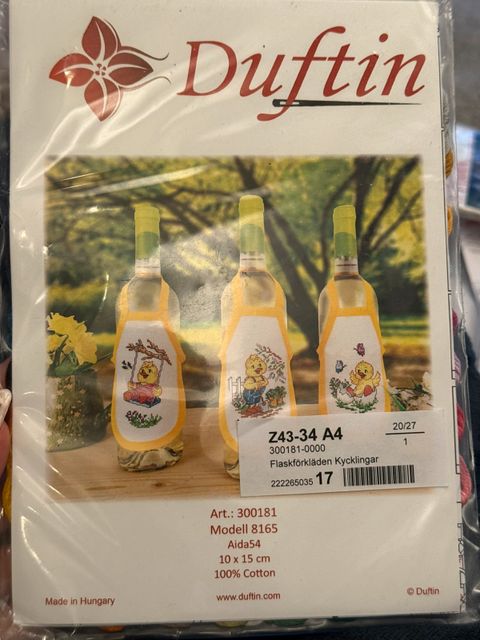 Duftin
Z43-34 A4
20/27
300181-0000
1
Flaskförkläden Kycklingar
222265035 17
Art.: 300181
Modell 8165
Aida54
10 x 15 cm
100% Cotton
Made in Hungary
www.duftin.com
© Duftin